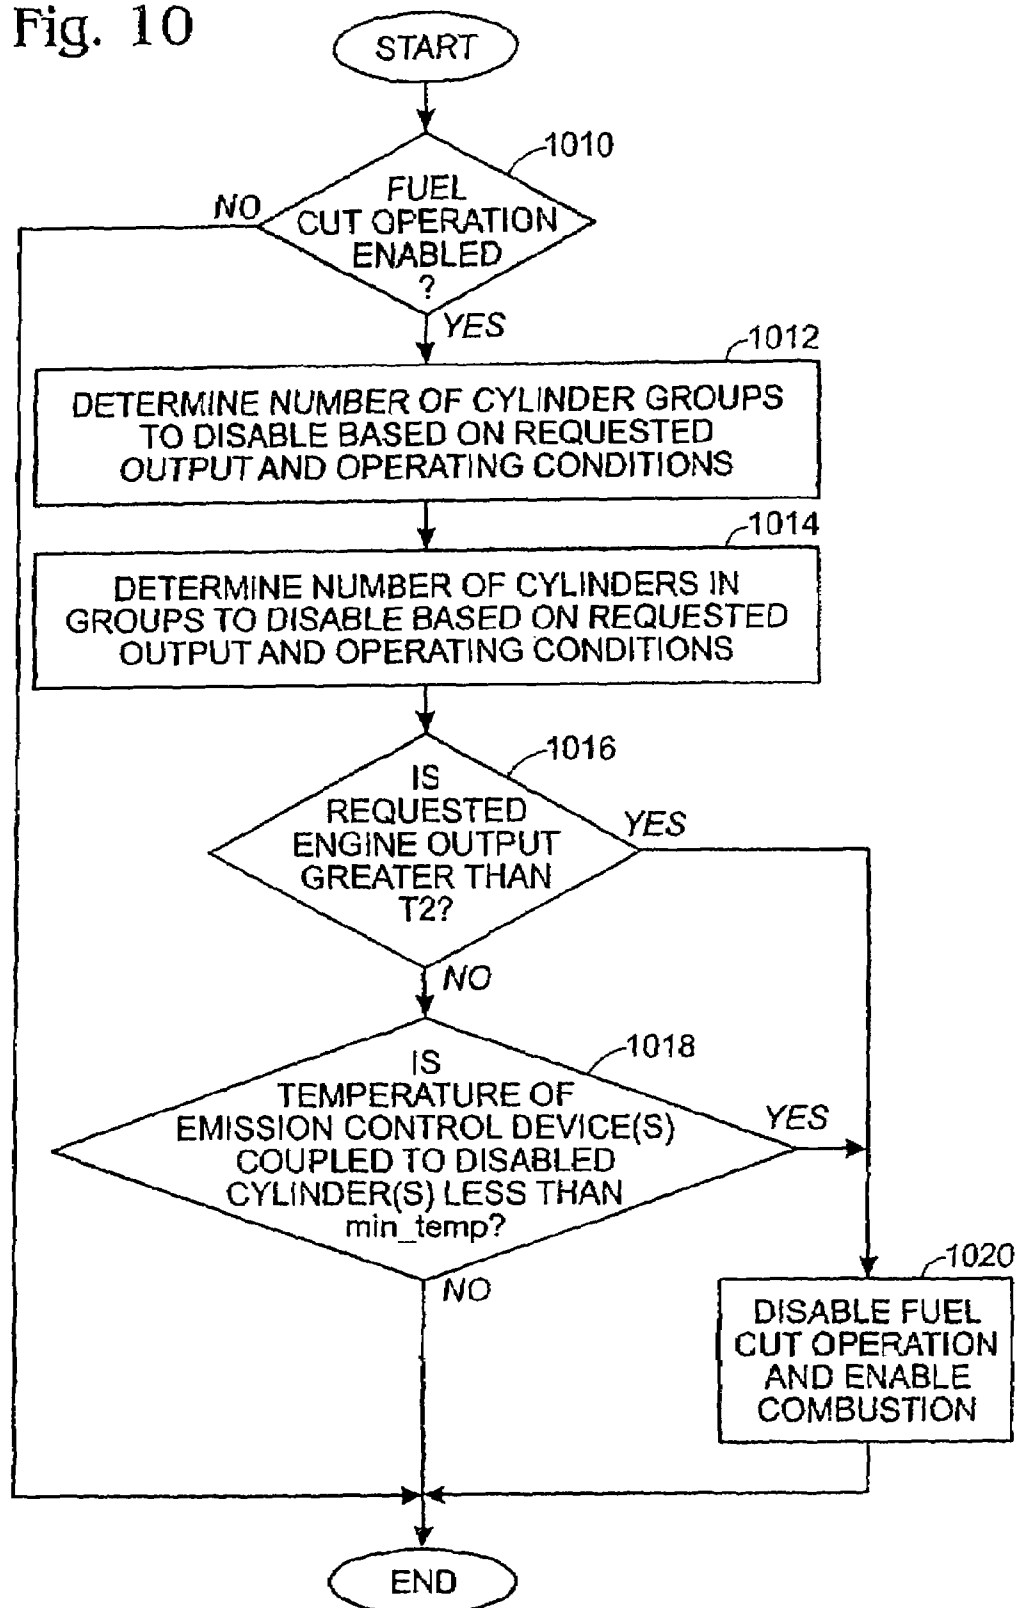 Fig. 10
START
1010
FUEL
CUT OPERATION
ENABLED
?
NO
YES
1012
DETERMINE NUMBER OF CYLINDER GROUPS
TO DISABLE BASED ON REQUESTED
OUTPUT AND OPERATING CONDITIONS
1014
DETERMINE NUMBER OF CYLINDERS IN
GROUPS TO DISABLE BASED ON REQUESTED
OUTPUT AND OPERATING CONDITIONS
1016
IS
REQUESTED
ENGINE OUTPUT
GREATER THAN
T2?
YES
NO
1018
IS
TEMPERATURE OF
EMISSION CONTROL DEVICE(S)
COUPLED TO DISABLED
CYLINDER(S) LESS THAN
min_temp?
YES
NO
1020
DISABLE FUEL
CUT OPERATION
AND ENABLE
COMBUSTION
END